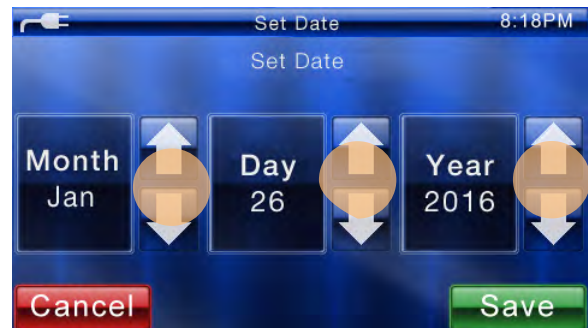 Set Date
8:18PM
Set Date
Month
Jan
Day
26
Year
2016
Cancel
Save